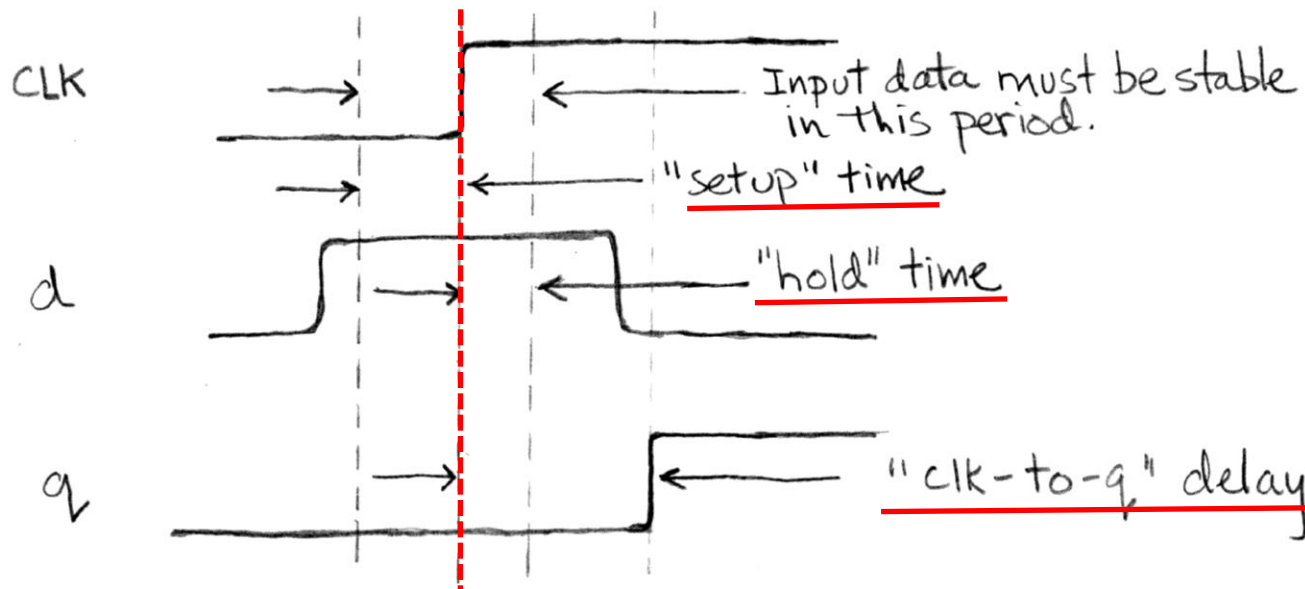 CLK
Input data must be stable
in this period.
"setup" time
d
"hold" time
q
"clk-to-q" delay